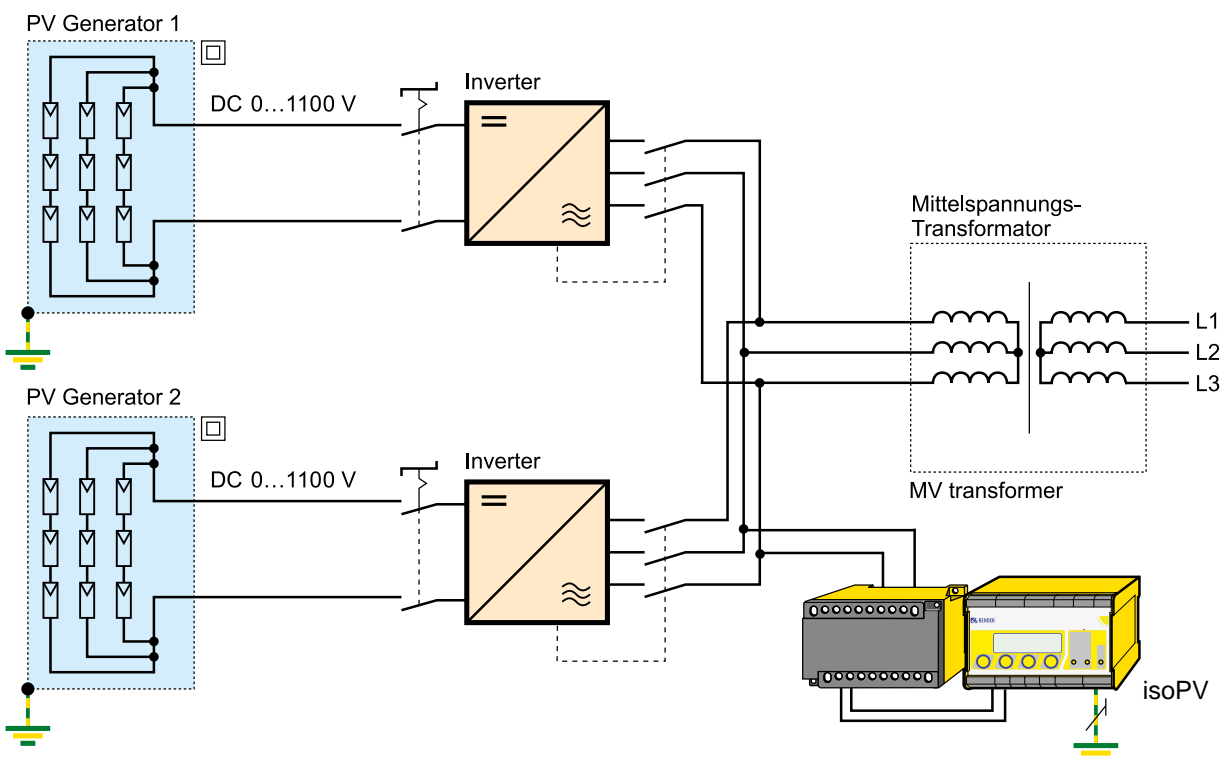 PV Generator 1
DC 0...1100 V
Inverter
Mittelspannungs-
Transformator
L1
L2
L3
MV transformer
PV Generator 2
DC 0...1100 V
Inverter
BENDER
isoPV